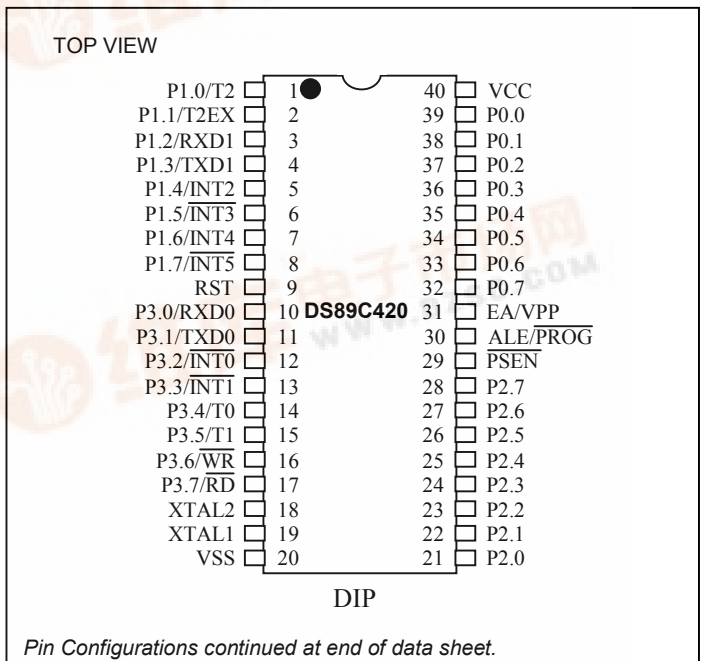 TOP VIEW
P1.0/T2 1 40 VCC
P1.1/T2EX 2 39 P0.0
P1.2/RXD1 3 38 P0.1
P1.3/TXD1 4 37 P0.2
P1.4/INT2 5 36 P0.3
P1.5/INT3 6 35 P0.4
P1.6/INT4 7 34 P0.5
P1.7/INT5 8 33 P0.6
RST 9 32 P0.7
P3.0/RXD0 10 DS89C420 31 EA/VPP
P3.1/TXD0 11 30 ALE/PROG
P3.2/INT0 12 29 PSEN
P3.3/INT1 13 28 P2.7
P3.4/T0 14 27 P2.6
P3.5/T1 15 26 P2.5
P3.6/WR 16 25 P2.4
P3.7/RD 17 24 P2.3
XTAL2 18 23 P2.2
XTAL1 19 22 P2.1
VSS 20 21 P2.0
DIP
Pin Configurations continued at end of data sheet.